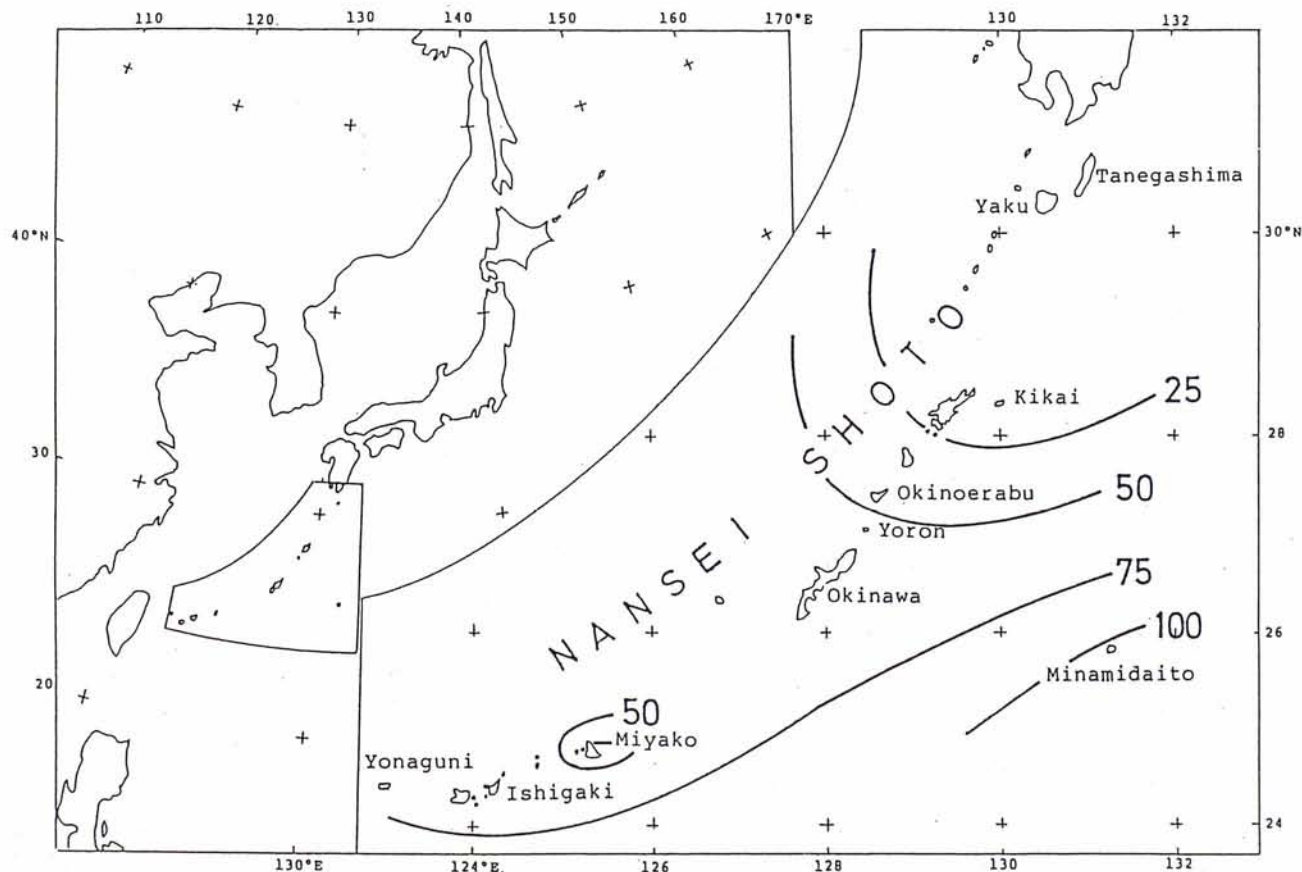 110 120. 130 140 150 160 170°E 130 132
Tanegashima
Yaku
40°N 30°N
NANSEI SHOTO
Kikai 25
30 28
Okinoerabu 50
Yoron
75
Okinawa
100
26
Minamidaito
20
50
Miyako
Yonaguni
Ishigaki
24
130°E 124°E. 126 128 130 132